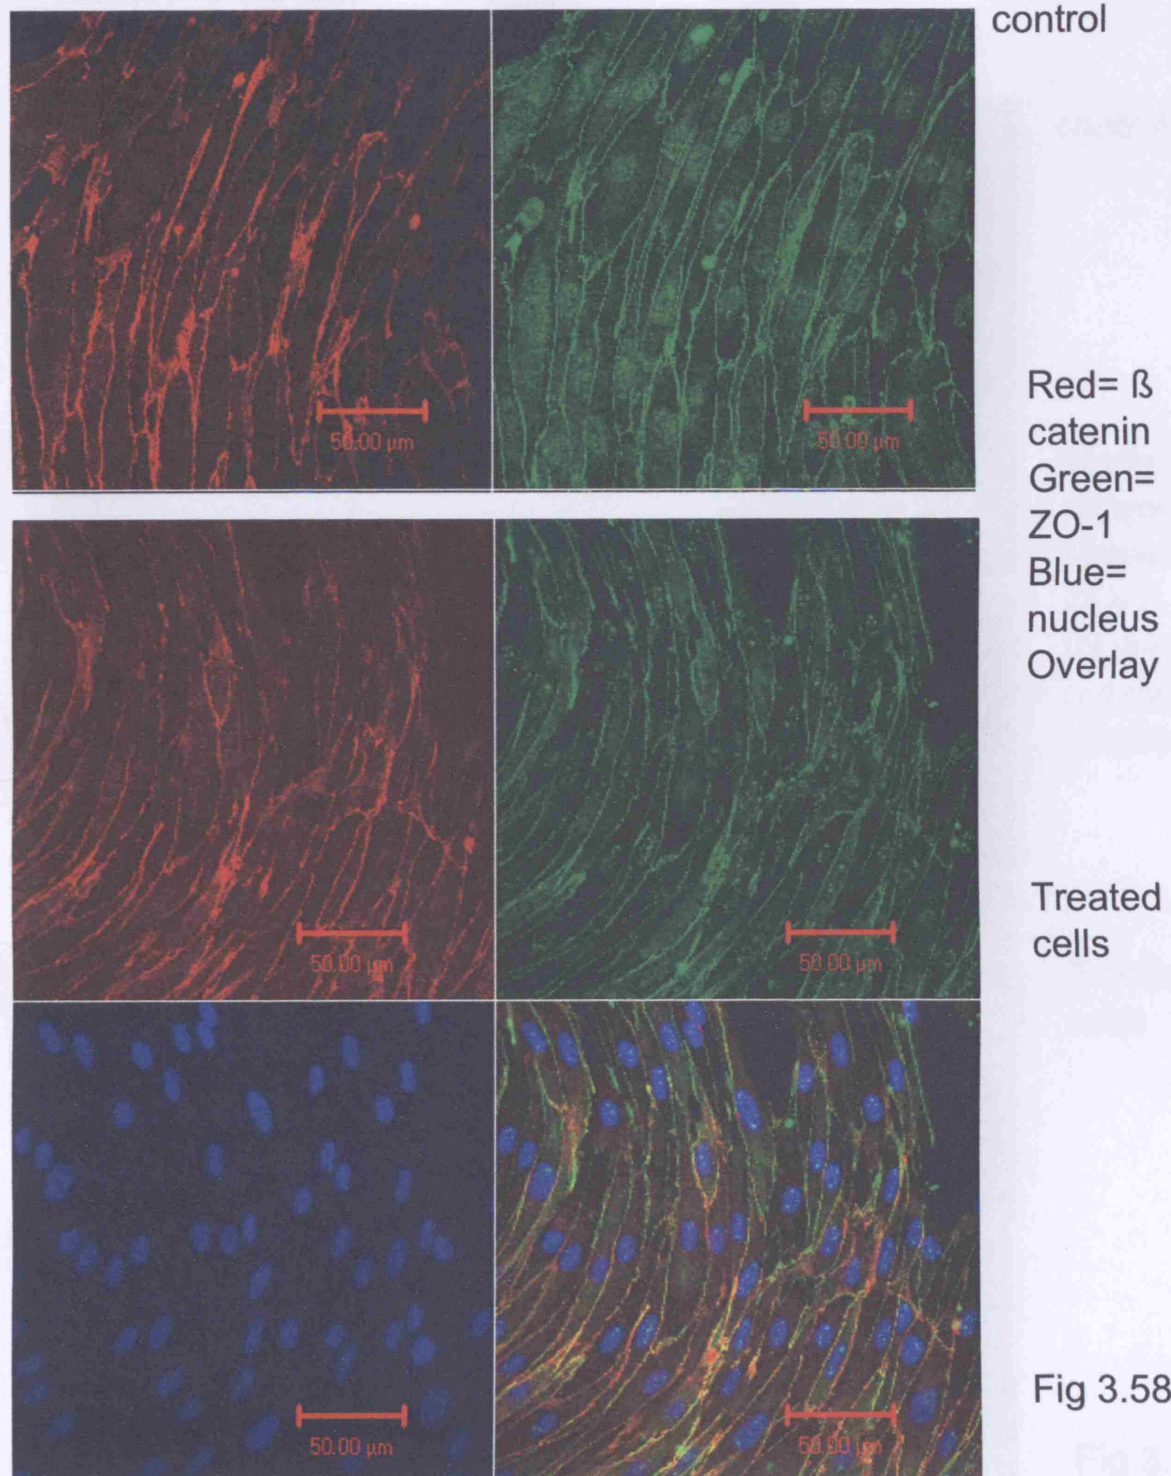 control
50.00 µm
50.00 µm
Red= ß
catenin
Green=
ZO-1
Blue=
nucleus
Overlay
50.00 µm
50.00 µm
Treated
cells
50.00 µm
50.00 µm
Fig 3.58